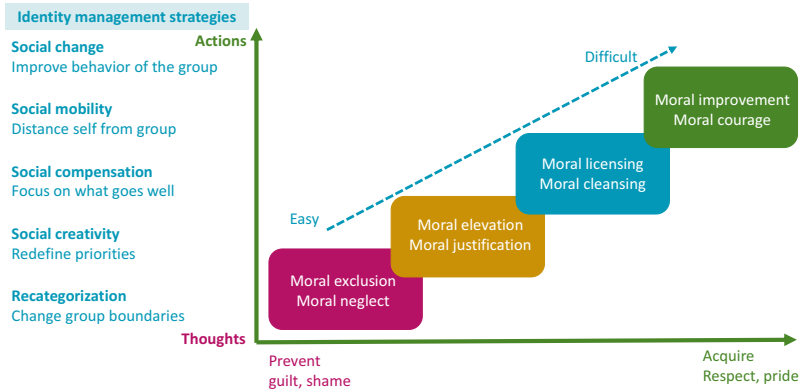 Identity management strategies
Social change
Improve behavior of the group
Social mobility
Distance self from group
Social compensation
Focus on what goes well
Social creativity
Redefine priorities
Recategorization
Change group boundaries
Actions
Thoughts
Easy
Difficult
Moral exclusion
Moral neglect
Moral elevation
Moral justification
Moral licensing
Moral cleansing
Moral improvement
Moral courage
Prevent
guilt, shame
Acquire
Respect, pride